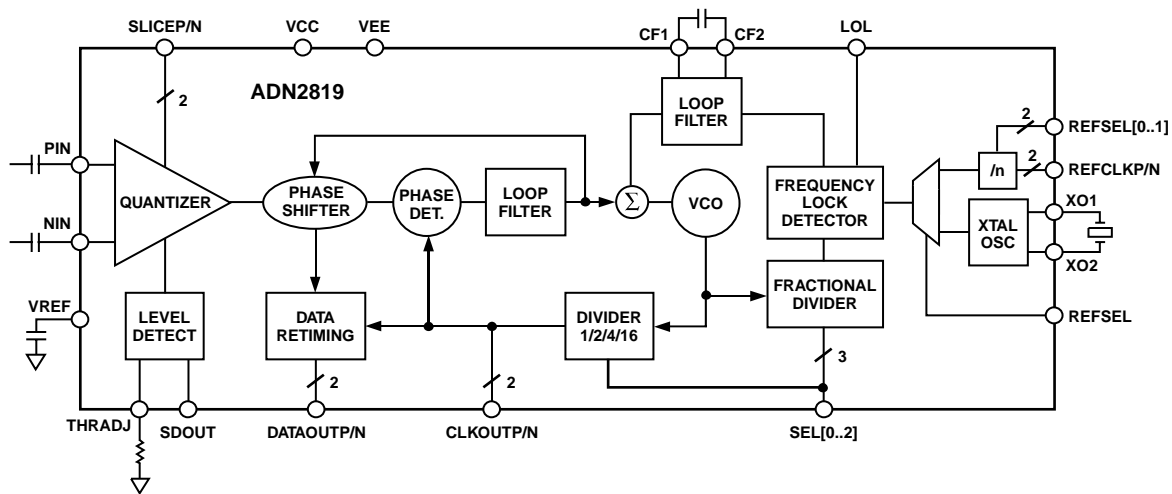 SLICEP/N
VCC
VEE
CF1
CF2
LOL
ADN2819
2
LOOP
FILTER
2
REFSEL[0..1]
PIN
/n
2
REFCLKP/N
QUANTIZER
PHASE
SHIFTER
PHASE
DET.
LOOP
FILTER
Σ
VCO
FREQUENCY
LOCK
DETECTOR
XO1
XTAL
OSC
NIN
XO2
VREF
LEVEL
DETECT
DATA
RETIMING
DIVIDER
1/2/4/16
FRACTIONAL
DIVIDER
REFSEL
2
2
3
THRADJ
SDOUT
DATAOUTP/N
CLKOUTP/N
SEL[0..2]